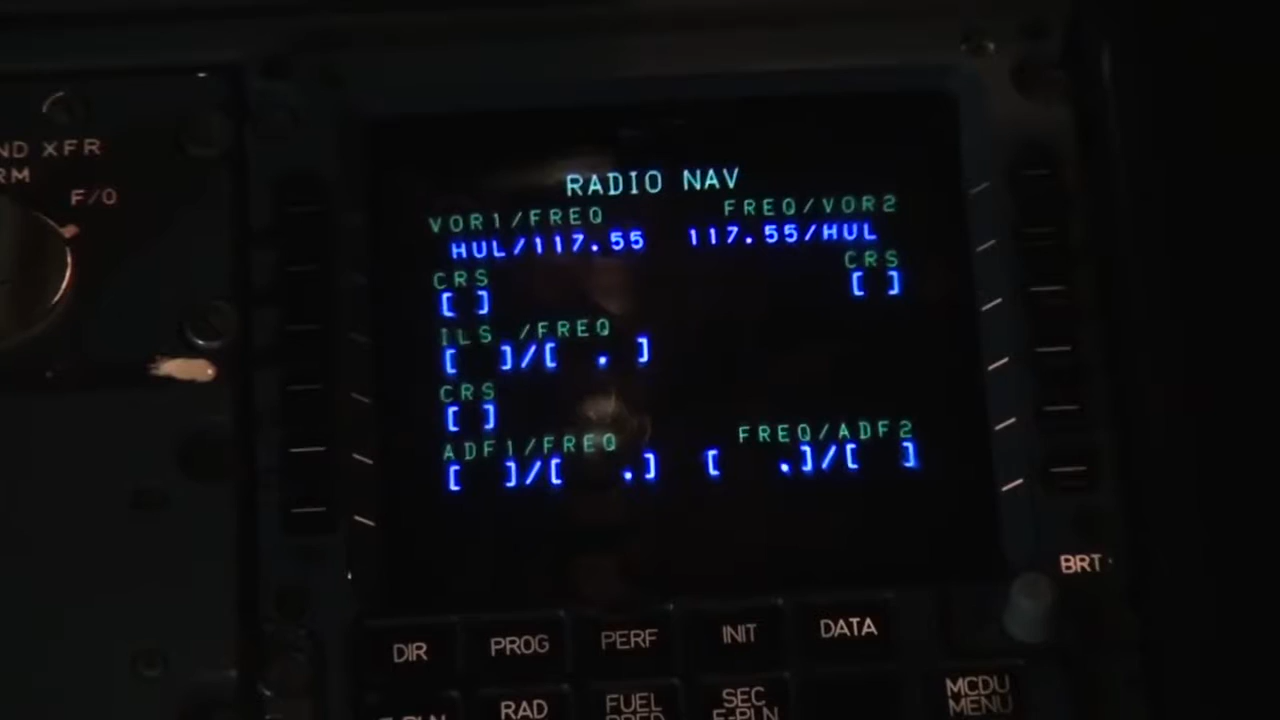 ND XFR
RM
F/O
RADIO NAV
VOR1/FREQ FREQ/VOR2
HUL/117.55 117.55/HUL
CRS CRS
[ ] [ ]
ILS /FREQ
[ ]/[ . ]
CRS
[ ]
ADF1/FREQ FREQ/ADF2
[ ]/[ .] [ .]/[ ]
BRT
DIR PROG PERF INIT DATA
F-PLN RAD FUEL SEC MCDU
PRED F-PLN MENU